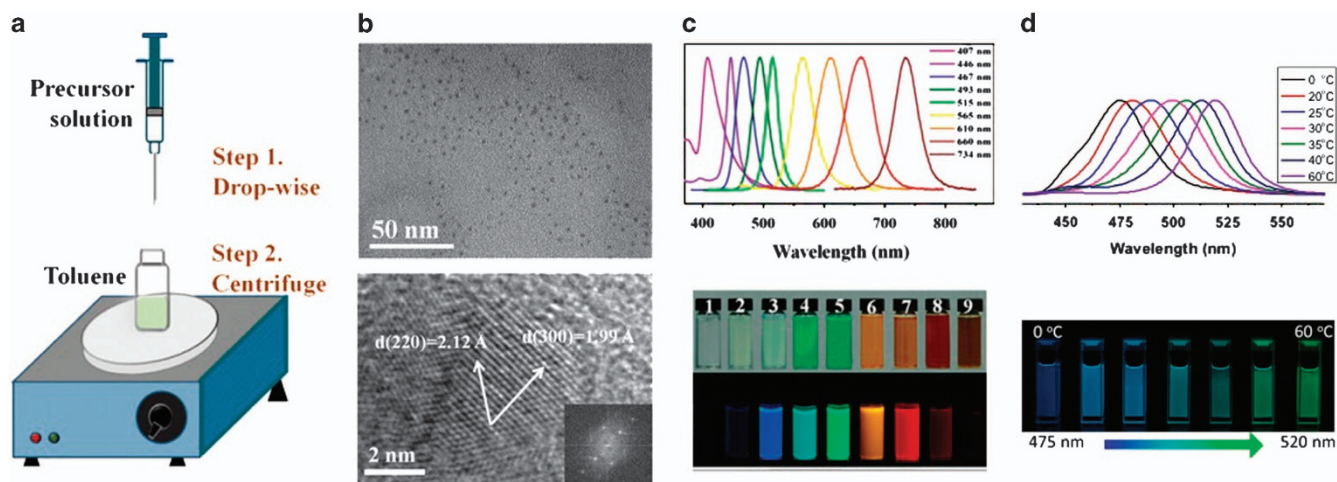 a
Precursor
solution
Step 1.
Drop-wise
Step 2.
Centrifuge
Toluene
b
50 nm
d(220)=2.12 Å
d(300)=1.99 Å
2 nm
c
407 nm
446 nm
467 nm
493 nm
515 nm
565 nm
610 nm
660 nm
734 nm
400 500 600 700 800
Wavelength (nm)
1 2 3 4 5 6 7 8 9
d
0 °C
20°C
25°C
30°C
35°C
40°C
60°C
450 475 500 525 550
Wavelength (nm)
0 °C 60 °C
475 nm 520 nm